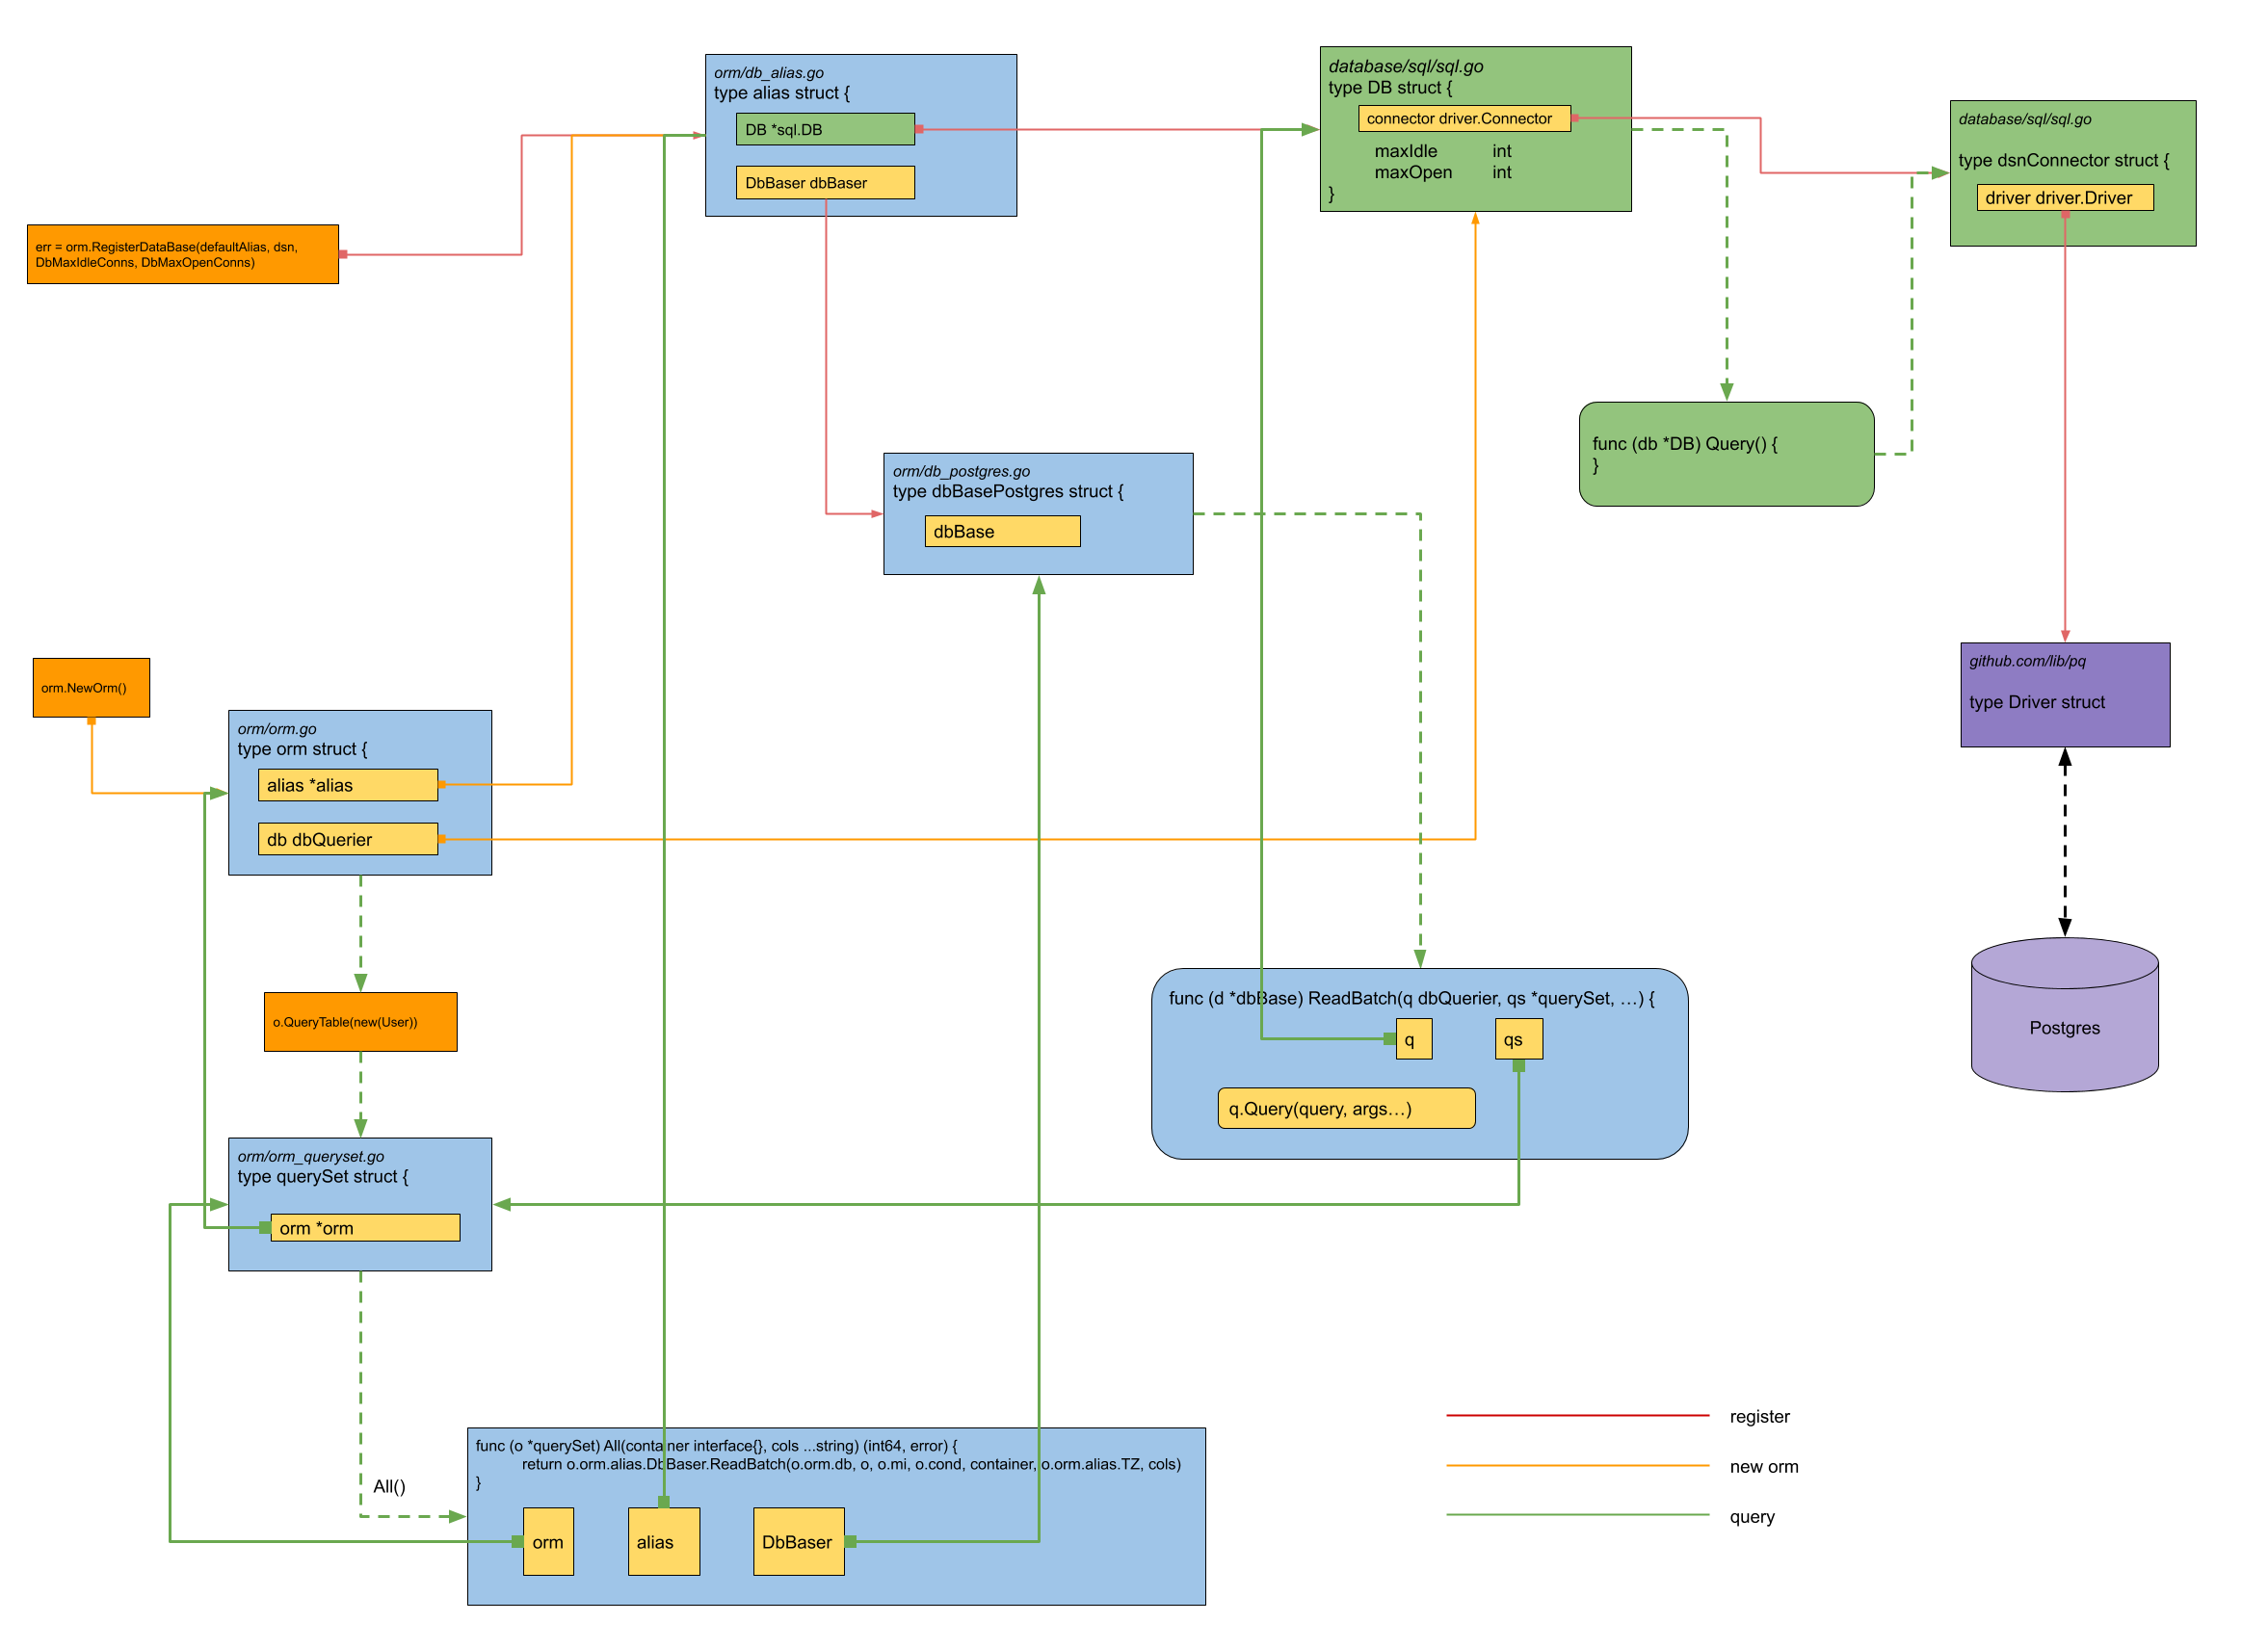 orm/db_alias.go
type alias struct {
DB *sql.DB
DbBaser dbBaser
database/sql/sql.go
type DB struct {
connector driver.Connector
maxIdle int
maxOpen int
}
database/sql/sql.go
type dsnConnector struct {
driver driver.Driver
err = orm.RegisterDataBase(defaultAlias, dsn,
DbMaxIdleConns, DbMaxOpenConns)
func (db *DB) Query() {
}
orm/db_postgres.go
type dbBasePostgres struct {
dbBase
github.com/lib/pq
type Driver struct
orm.NewOrm()
orm/orm.go
type orm struct {
alias *alias
db dbQuerier
o.QueryTable(new(User))
func (d *dbBase) ReadBatch(q dbQuerier, qs *querySet, …) {
q
qs
q.Query(query, args…)
Postgres
orm/orm_queryset.go
type querySet struct {
orm *orm
All()
func (o *querySet) All(container interface{}, cols ...string) (int64, error) {
return o.orm.alias.DbBaser.ReadBatch(o.orm.db, o, o.mi, o.cond, container, o.orm.alias.TZ, cols)
}
orm
alias
DbBaser
register
new orm
query